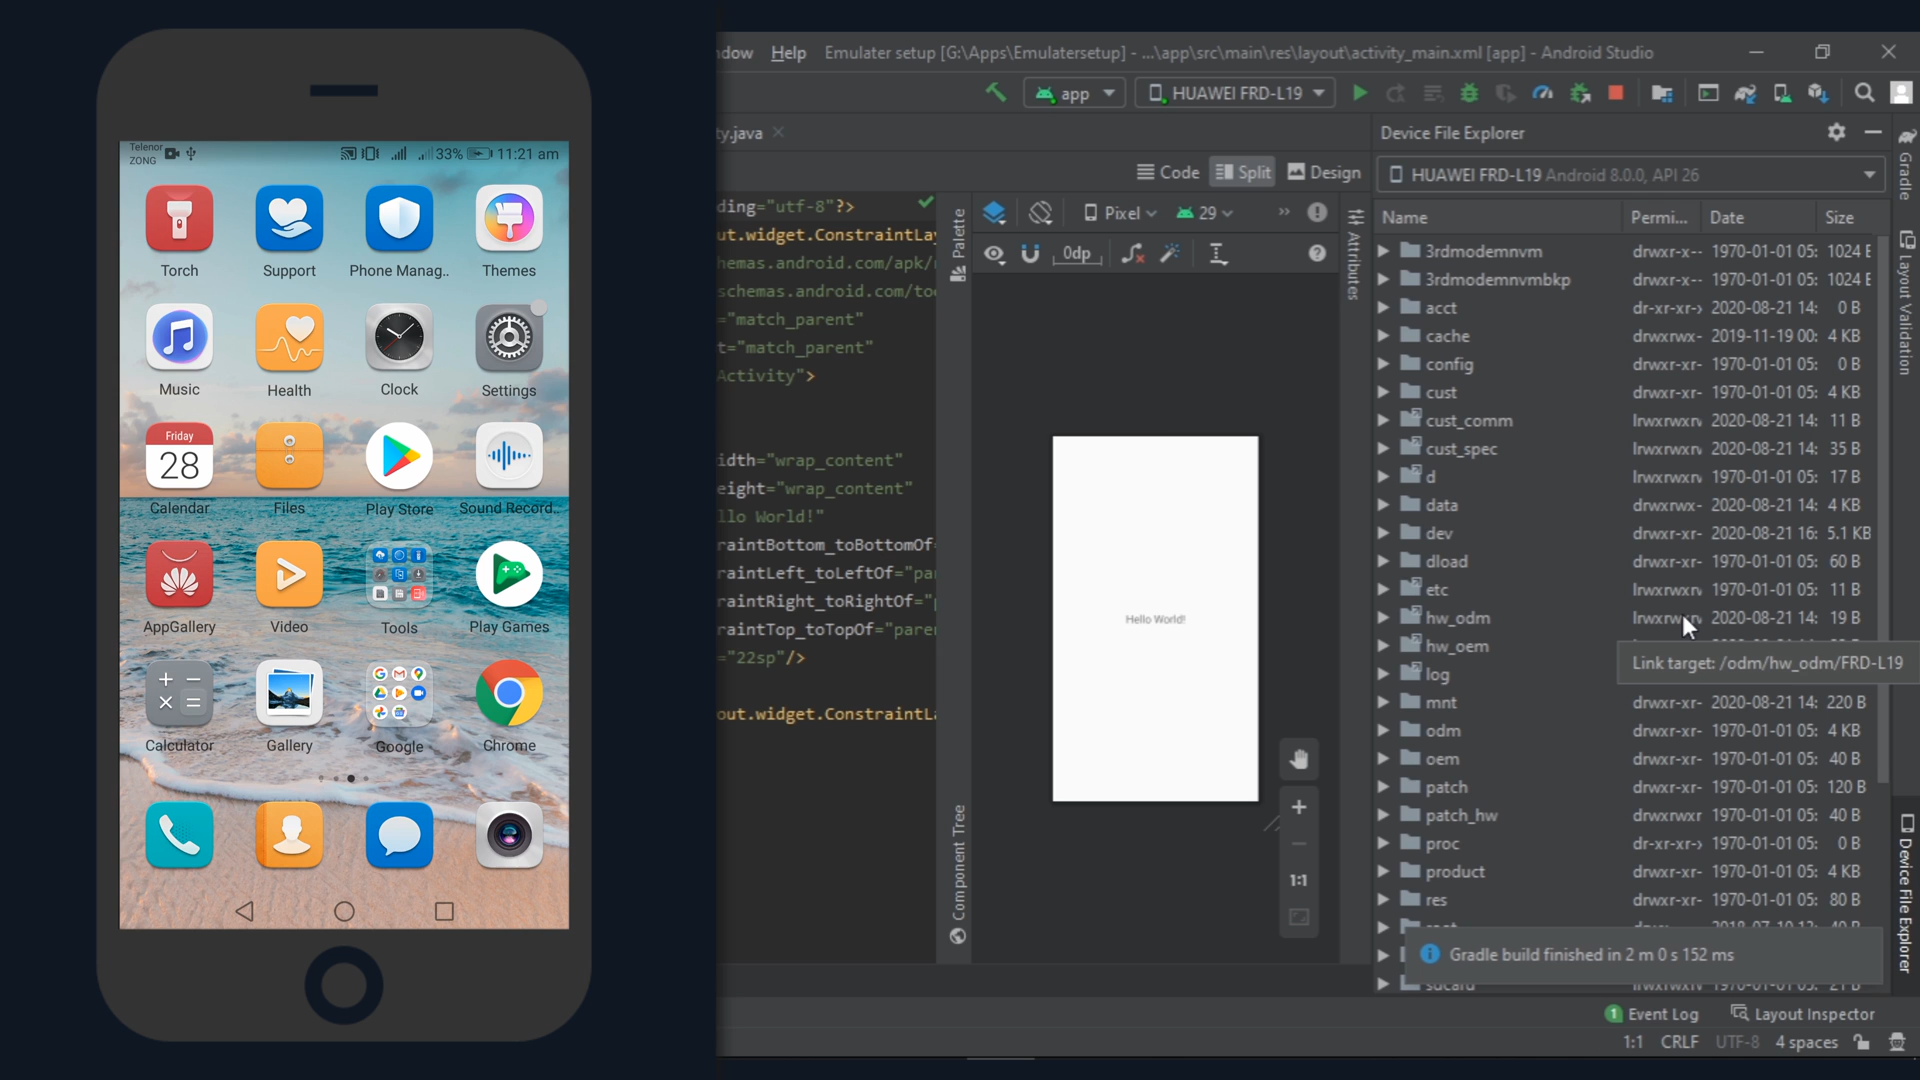 Telenor
ZONG
33%
11:21 am
Torch
Support
Phone Manag..
Themes
Music
Health
Clock
Settings
Friday
28
Calendar
Files
Play Store
Sound Record..
AppGallery
Video
Tools
Play Games
Calculator
Gallery
Google
Chrome
dow Help Emulater setup [G:\Apps\Emulatersetup] - ...\app\src\main\res\layout\activity_main.xml [app] - Android Studio
app
HUAWEI FRD-L19
ty.java
Code
Split
Design
ding="utf-8"?>
ut.widget.ConstraintLay
hemas.android.com/apk/
schemas.android.com/too
="match_parent"
t="match_parent"
Activity">
idth="wrap_content"
eight="wrap_content"
llo World!"
raintBottom_toBottomOf=
raintLeft_toLeftOf="pa
raintRight_toRightOf="
raintTop_toTopOf="pare
="22sp"/>
out.widget.ConstraintLa
Palette
Component Tree
Pixel
29
0dp
Hello World!
1:1
Attributes
Device File Explorer
HUAWEI FRD-L19 Android 8.0.0, API 26
Name Permi... Date Size
3rdmodemnvm drwxr-x-- 1970-01-01 05: 1024 B
3rdmodemnvmbkp drwxr-x-- 1970-01-01 05: 1024 B
acct dr-xr-xr-x 2020-08-21 14: 0 B
cache drwxrwx- 2019-11-19 00: 4 KB
config drwxr-xr- 1970-01-01 05: 0 B
cust drwxr-xr- 1970-01-01 05: 4 KB
cust_comm lrwxrwxrw 2020-08-21 14: 11 B
cust_spec lrwxrwxrw 2020-08-21 14: 35 B
d lrwxrwxrw 1970-01-01 05: 17 B
data drwxrwx- 2020-08-21 14: 4 KB
dev drwxr-xr- 2020-08-21 16: 5.1 KB
dload drwxr-xr- 1970-01-01 05: 60 B
etc lrwxrwxrw 1970-01-01 05: 11 B
hw_odm lrwxrwxrw 2020-08-21 14: 19 B
hw_oem
Link target: /odm/hw_odm/FRD-L19
log
mnt drwxr-xr- 2020-08-21 14: 220 B
odm drwxr-xr- 1970-01-01 05: 4 KB
oem drwxr-xr- 1970-01-01 05: 40 B
patch drwxr-xr- 1970-01-01 05: 120 B
patch_hw drwxrwxr 1970-01-01 05: 40 B
proc dr-xr-xr-x 1970-01-01 05: 0 B
product drwxr-xr- 1970-01-01 05: 4 KB
res drwxr-xr- 1970-01-01 05: 80 B
Gradle build finished in 2 m 0 s 152 ms
sdcard
Gradle
Layout Validation
Device File Explorer
1 Event Log
Layout Inspector
1:1 CRLF UTF-8 4 spaces